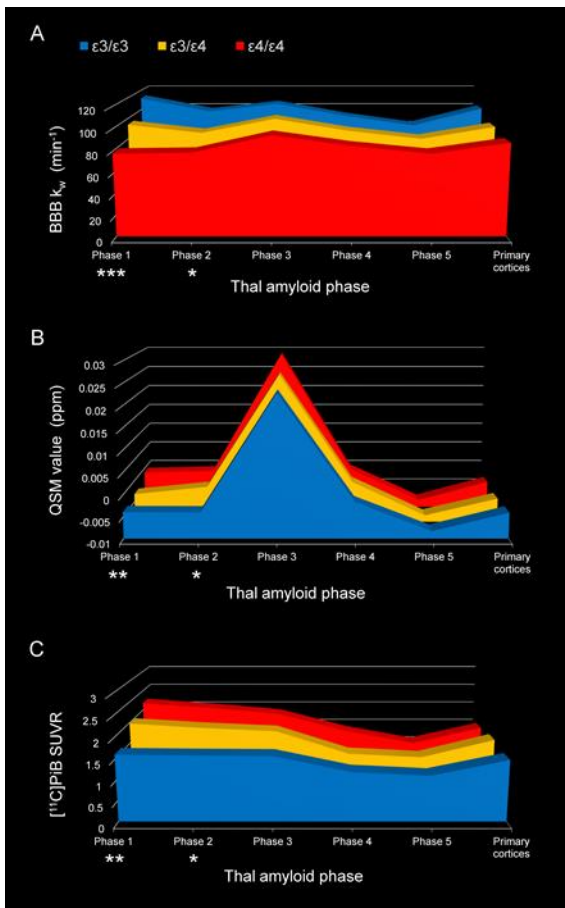 A
ε3/ε3 ε3/ε4 ε4/ε4
120
100
80
60
40
20
0
BBB kw (min-1)
Phase 1 Phase 2 Phase 3 Phase 4 Phase 5 Primary cortices
*** *
Thal amyloid phase
B
0.03
0.025
0.02
0.015
0.01
0.005
0
-0.005
-0.01
QSM value (ppm)
Phase 1 Phase 2 Phase 3 Phase 4 Phase 5 Primary cortices
** *
Thal amyloid phase
C
3
2.5
2
1.5
1
0.5
0
[11C]PiB SUVR
Phase 1 Phase 2 Phase 3 Phase 4 Phase 5 Primary cortices
** *
Thal amyloid phase